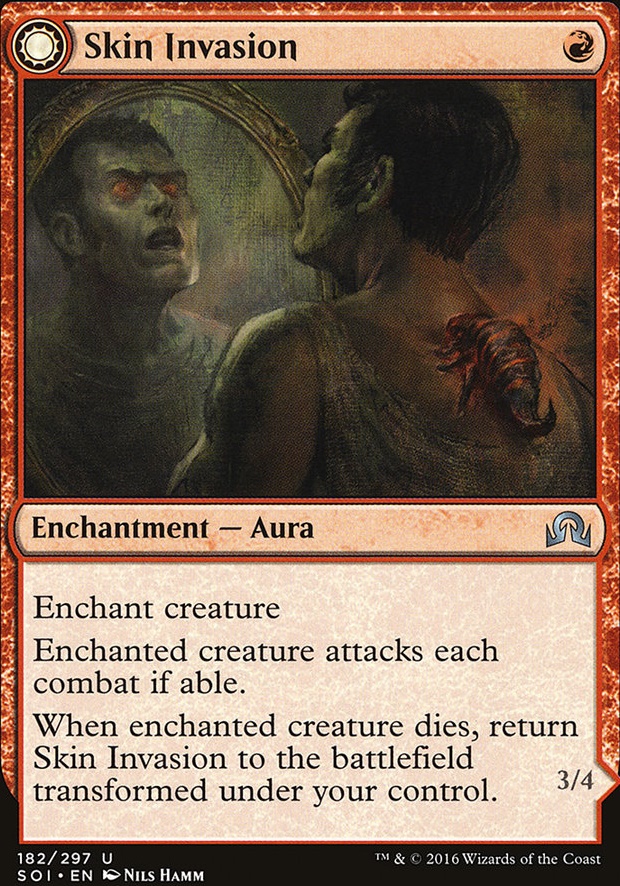 Skin Invasion
Enchantment — Aura
Enchant creature
Enchanted creature attacks each
combat if able.
When enchanted creature dies, return
Skin Invasion to the battlefield
transformed under your control.
3/4
182/297 U
SOI • EN Nils Hamm
™ & © 2016 Wizards of the Coast